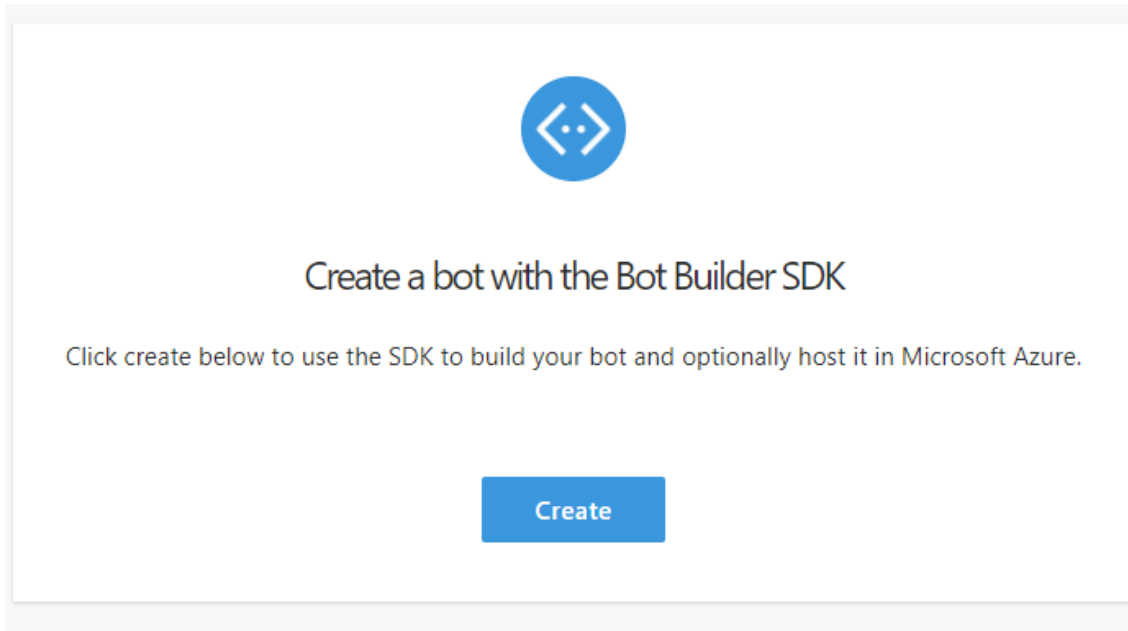 Create a bot with the Bot Builder SDK
Click create below to use the SDK to build your bot and optionally host it in Microsoft Azure.
Create